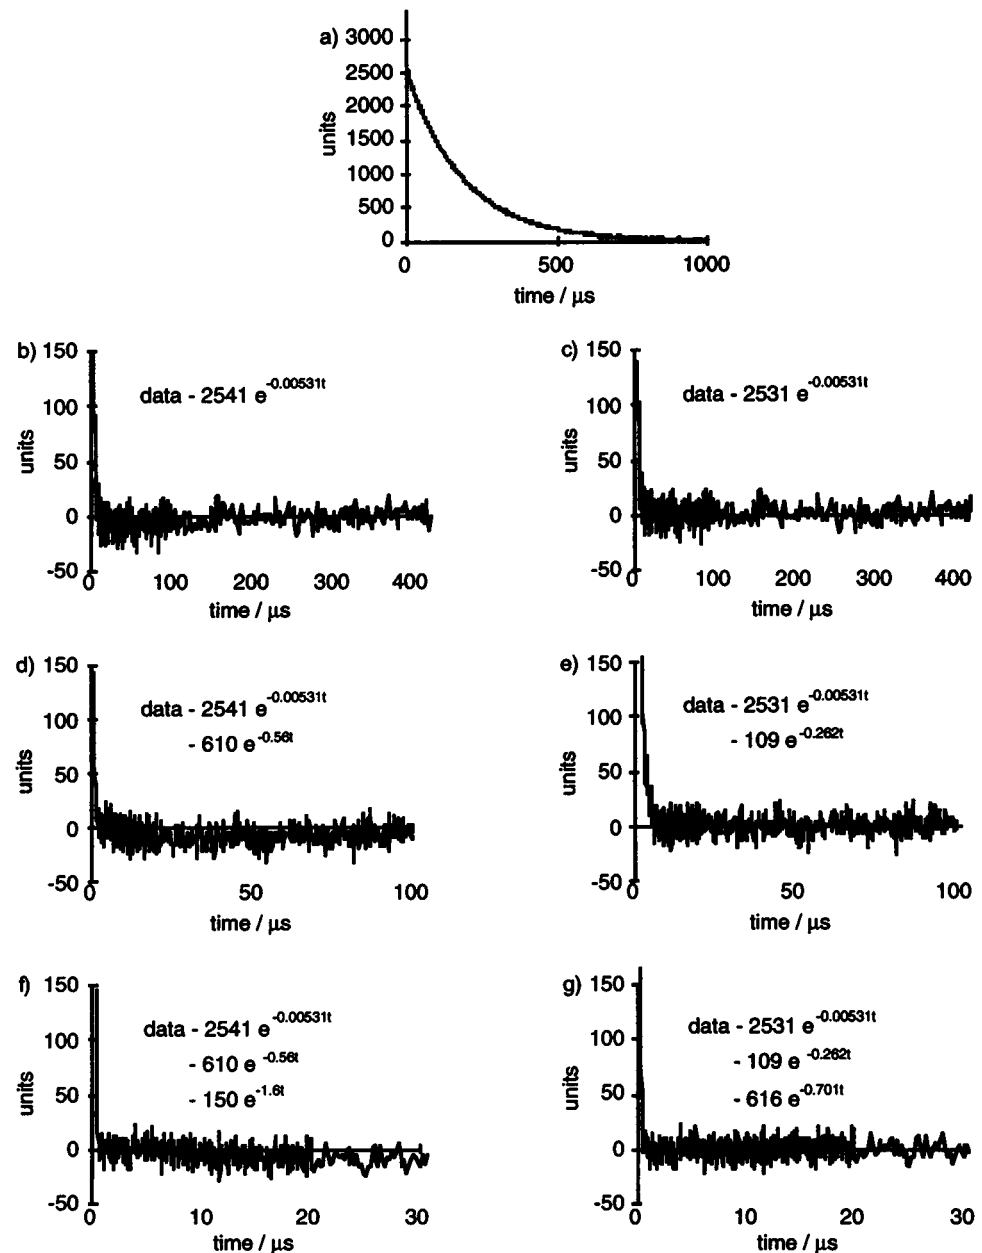 a) 3000
2500
2000
1500
1000
500
0
units
0 500 1000
time / μs
b) 150
100
50
0
-50
units
data - 2541 e^-0.00531t
0 100 200 300 400
time / μs
c) 150
100
50
0
-50
units
data - 2531 e^-0.00531t
0 100 200 300 400
time / μs
d) 150
100
50
0
-50
units
data - 2541 e^-0.00531t
- 610 e^-0.56t
0 50 100
time / μs
e) 150
100
50
0
-50
units
data - 2531 e^-0.00531t
- 109 e^-0.262t
0 50 100
time / μs
f) 150
100
50
0
-50
units
data - 2541 e^-0.00531t
- 610 e^-0.56t
- 150 e^-1.6t
0 10 20 30
time / μs
g) 150
100
50
0
-50
units
data - 2531 e^-0.00531t
- 109 e^-0.262t
- 616 e^-0.701t
0 10 20 30
time / μs